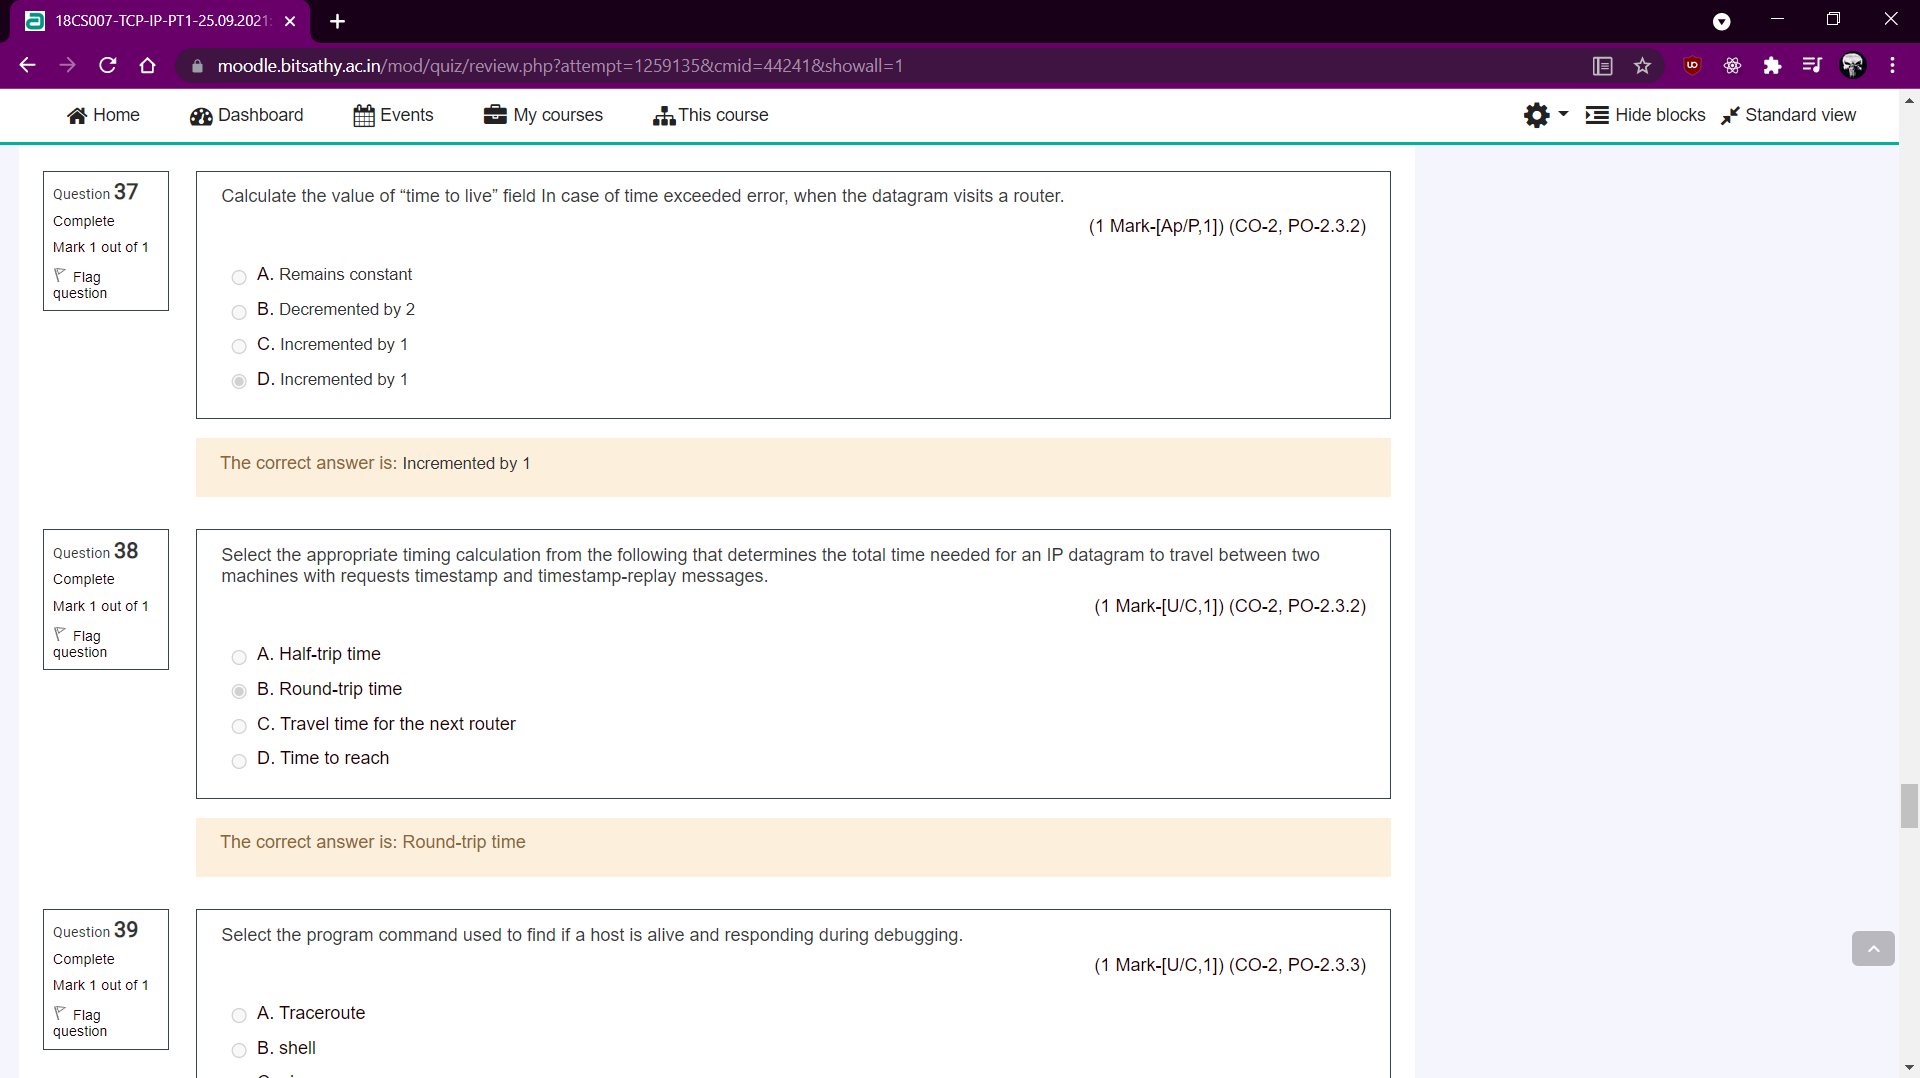 18CS007-TCP-IP-PT1-25.09.2021:
moodle.bitsathy.ac.in/mod/quiz/review.php?attempt=1259135&cmid=44241&showall=1
Home Dashboard Events My courses This course Hide blocks Standard view
Question 37
Complete
Mark 1 out of 1
Flag
question
Calculate the value of “time to live” field In case of time exceeded error, when the datagram visits a router.
(1 Mark-[Ap/P,1]) (CO-2, PO-2.3.2)
A. Remains constant
B. Decremented by 2
C. Incremented by 1
D. Incremented by 1
The correct answer is: Incremented by 1
Question 38
Complete
Mark 1 out of 1
Flag
question
Select the appropriate timing calculation from the following that determines the total time needed for an IP datagram to travel between two
machines with requests timestamp and timestamp-replay messages.
(1 Mark-[U/C,1]) (CO-2, PO-2.3.2)
A. Half-trip time
B. Round-trip time
C. Travel time for the next router
D. Time to reach
The correct answer is: Round-trip time
Question 39
Complete
Mark 1 out of 1
Flag
question
Select the program command used to find if a host is alive and responding during debugging.
(1 Mark-[U/C,1]) (CO-2, PO-2.3.3)
A. Traceroute
B. shell